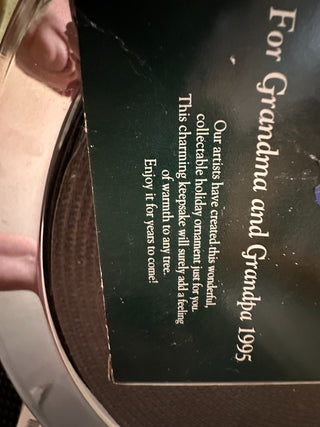 For Grandma and Grandpa 1995
Our artists have created this wonderful,
collectable holiday ornament just for you.
This charming keepsake will surely add a feeling
of warmth to any tree.
Enjoy it for years to come!